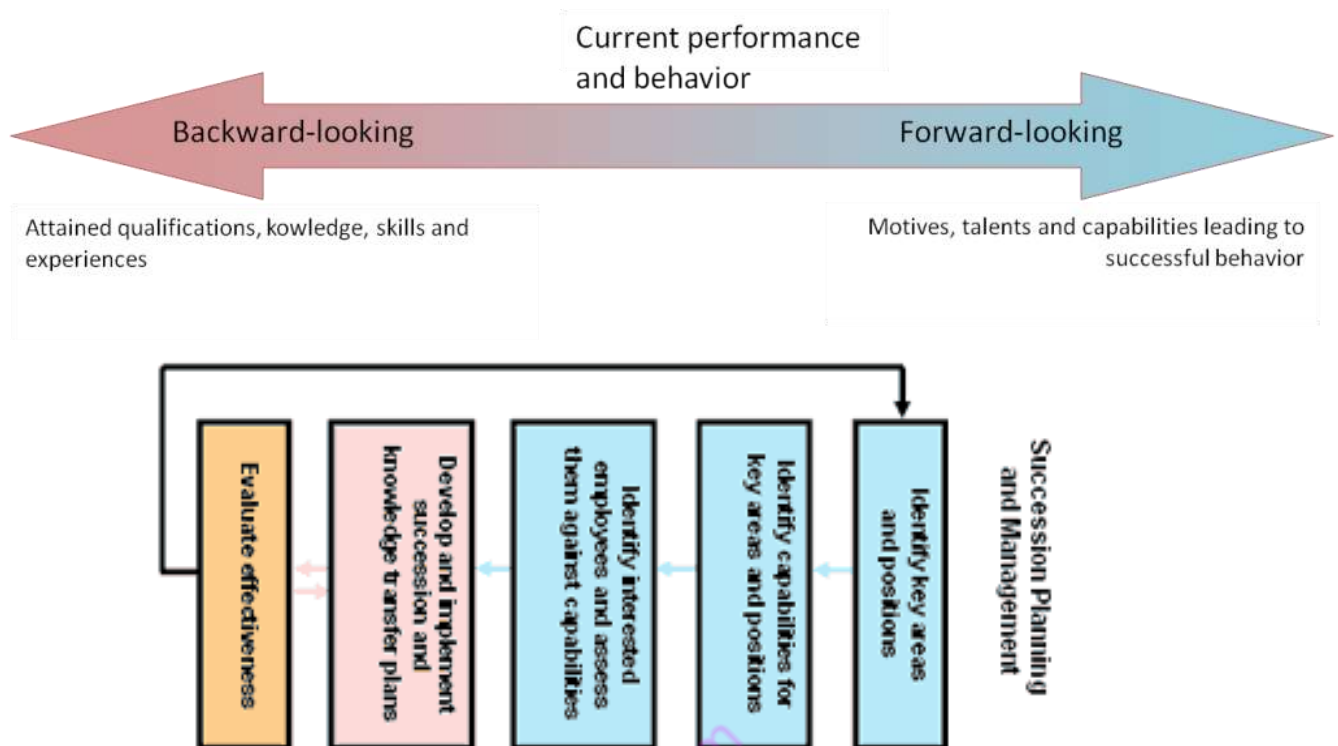 Current performance
and behavior
Backward-looking
Forward-looking
Attained qualifications, kowledge, skills and
experiences
Motives, talents and capabilities leading to
successful behavior
Succession Planning
and Management
Identify key areas
and positions
Identify capabilities for
key areas and positions
Identify interested
employees and assess
them against capabilities
Develop and implement
succession and
knowledge transfer plans
Evaluate effectiveness